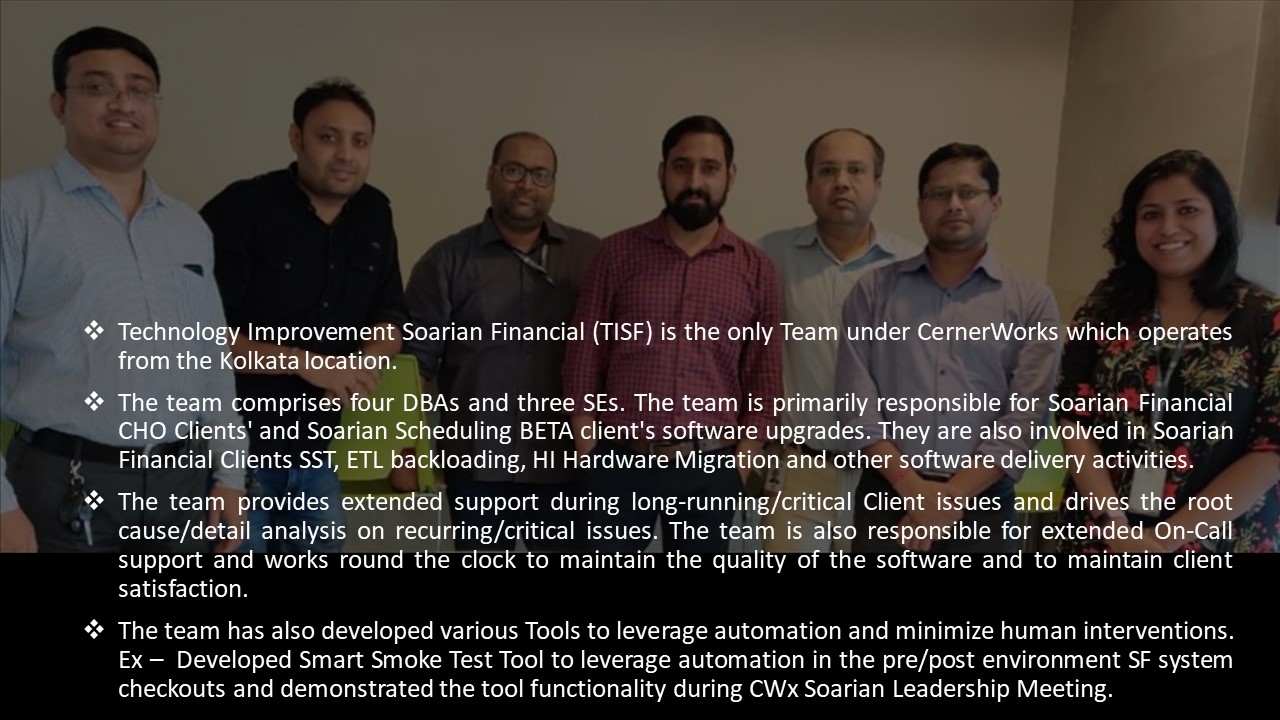 ❖ Technology Improvement Soarian Financial (TISF) is the only Team under CernerWorks which operates
from the Kolkata location.
❖ The team comprises four DBAs and three SEs. The team is primarily responsible for Soarian Financial
CHO Clients' and Soarian Scheduling BETA client's software upgrades. They are also involved in Soarian
Financial Clients SST, ETL backloading, HI Hardware Migration and other software delivery activities.
❖ The team provides extended support during long-running/critical Client issues and drives the root
cause/detail analysis on recurring/critical issues. The team is also responsible for extended On-Call
support and works round the clock to maintain the quality of the software and to maintain client
satisfaction.
❖ The team has also developed various Tools to leverage automation and minimize human interventions.
Ex – Developed Smart Smoke Test Tool to leverage automation in the pre/post environment SF system
checkouts and demonstrated the tool functionality during CWx Soarian Leadership Meeting.